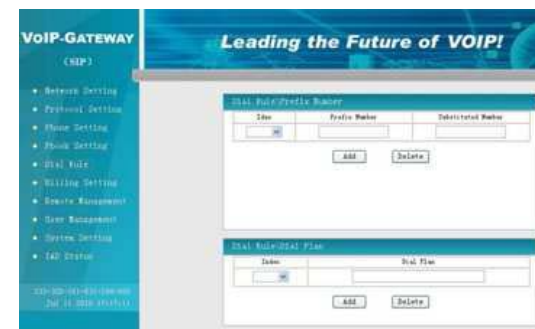 VOIP-GATEWAY
(SIP)
Leading the Future of VOIP!
Network Setting
Protocol Setting
Phone Setting
Phook Setting
Dial Rule
Billing Setting
Remote Management
User Management
System Setting
IAD Status
Dial Rule\Prefix Number
Prefix Number Substituted Number
Add Delete
Dial Rule\Dial Plan
Index Dial Plan
Add Delete